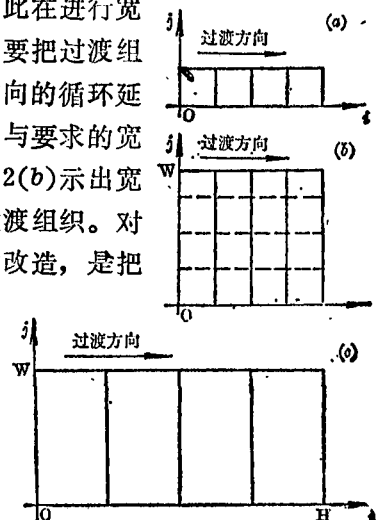 此在进行宽
要把过渡组
向的循环延
与要求的宽
2(b)示出宽
渡组织。对
改造，是把
j
(a)
过渡方向
O
j
过渡方向
(b)
W
O
j
过渡方向
(c)
W
O
H